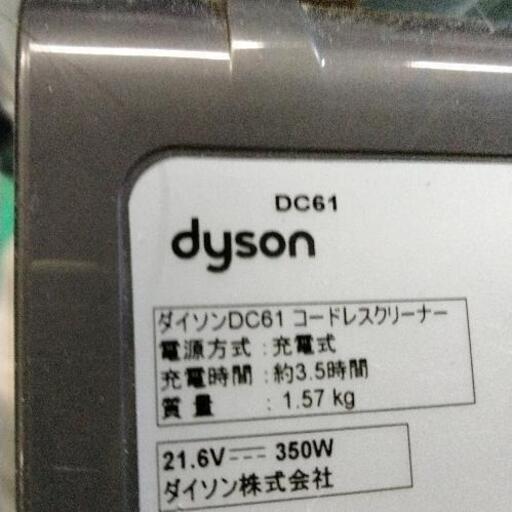 DC61
dyson
ダイソンDC61 コードレスクリーナー
電源方式 : 充電式
充電時間 : 約3.5時間
質量 : 1.57 kg
21.6V⎓ 350W
ダイソン株式会社